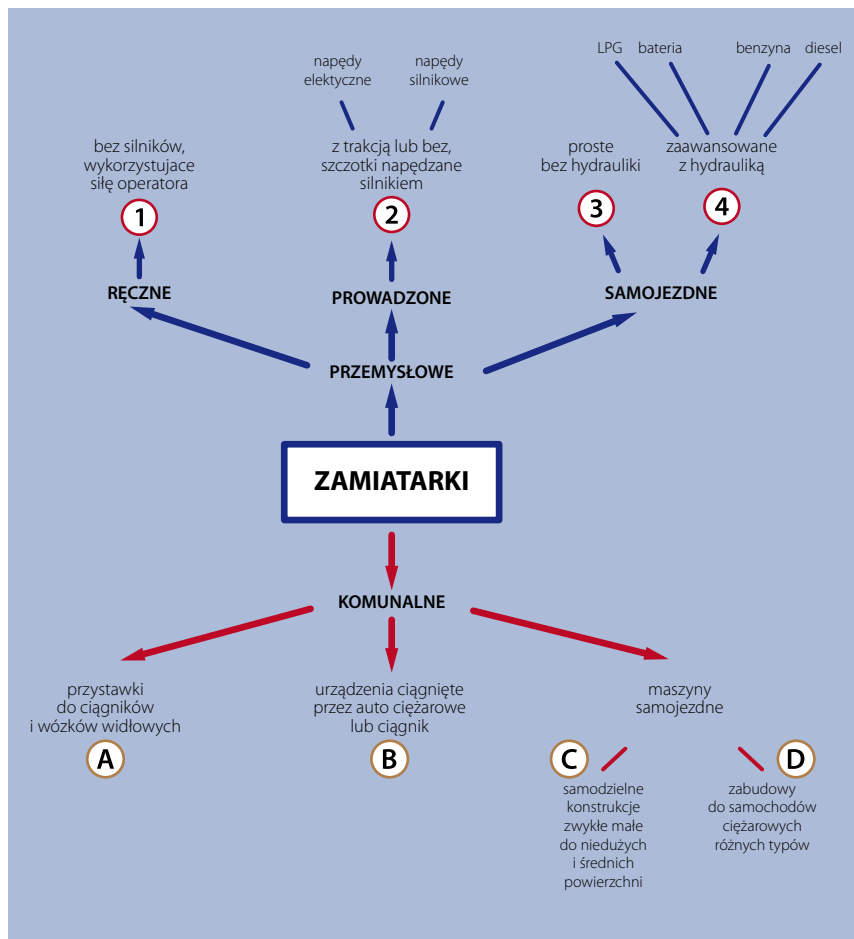 LPG
bateria
benzyna
diesel
napędy
elektyczne
napędy
silnikowe
bez silników,
wykorzystujace
siłę operatora
z trakcją lub bez,
szczotki napędzane
silnikiem
proste
bez hydrauliki
zaawansowane
z hydrauliką
1
2
3
4
RĘCZNE
PROWADZONE
SAMOJEZDNE
PRZEMYSŁOWE
ZAMIATARKI
KOMUNALNE
przystawki
do ciągników
i wózków widłowych
A
urządzenia ciągnięte
przez auto ciężarowe
lub ciągnik
B
maszyny
samojezdne
C
samodzielne
konstrukcje
zwykłe małe
do niedużych
i średnich
powierzchni
D
zabudowy
do samochodów
ciężarowych
różnych typów